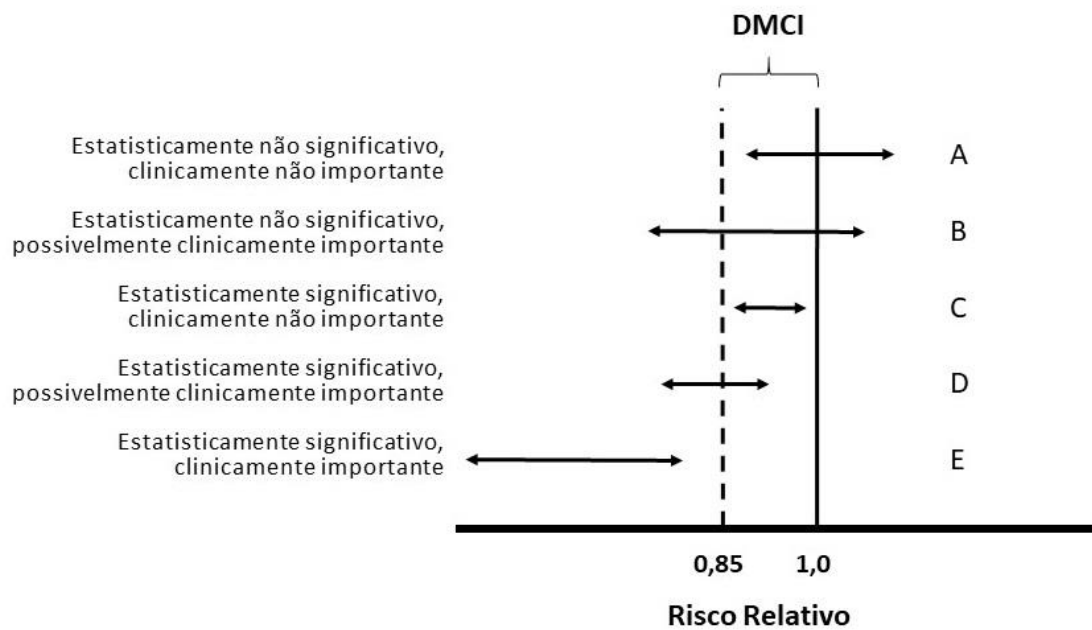 DMCI
Estatisticamente não significativo,
clinicamente não importante
A
Estatisticamente não significativo,
possivelmente clinicamente importante
B
Estatisticamente significativo,
clinicamente não importante
C
Estatisticamente significativo,
possivelmente clinicamente importante
D
Estatisticamente significativo,
clinicamente importante
E
0,85 1,0
Risco Relativo